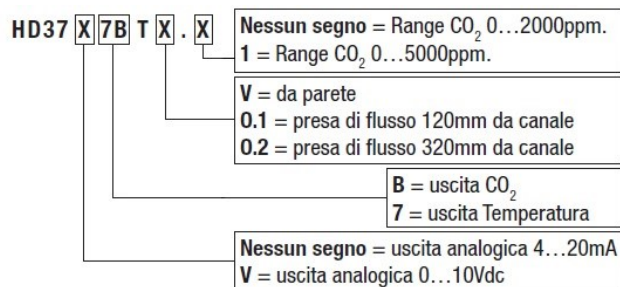 HD37 X 7B T X . X
Nessun segno = Range CO₂ 0...2000ppm.
1 = Range CO₂ 0...5000ppm.
V = da parete
0.1 = presa di flusso 120mm da canale
0.2 = presa di flusso 320mm da canale
B = uscita CO₂
7 = uscita Temperatura
Nessun segno = uscita analogica 4...20mA
V = uscita analogica 0...10Vdc